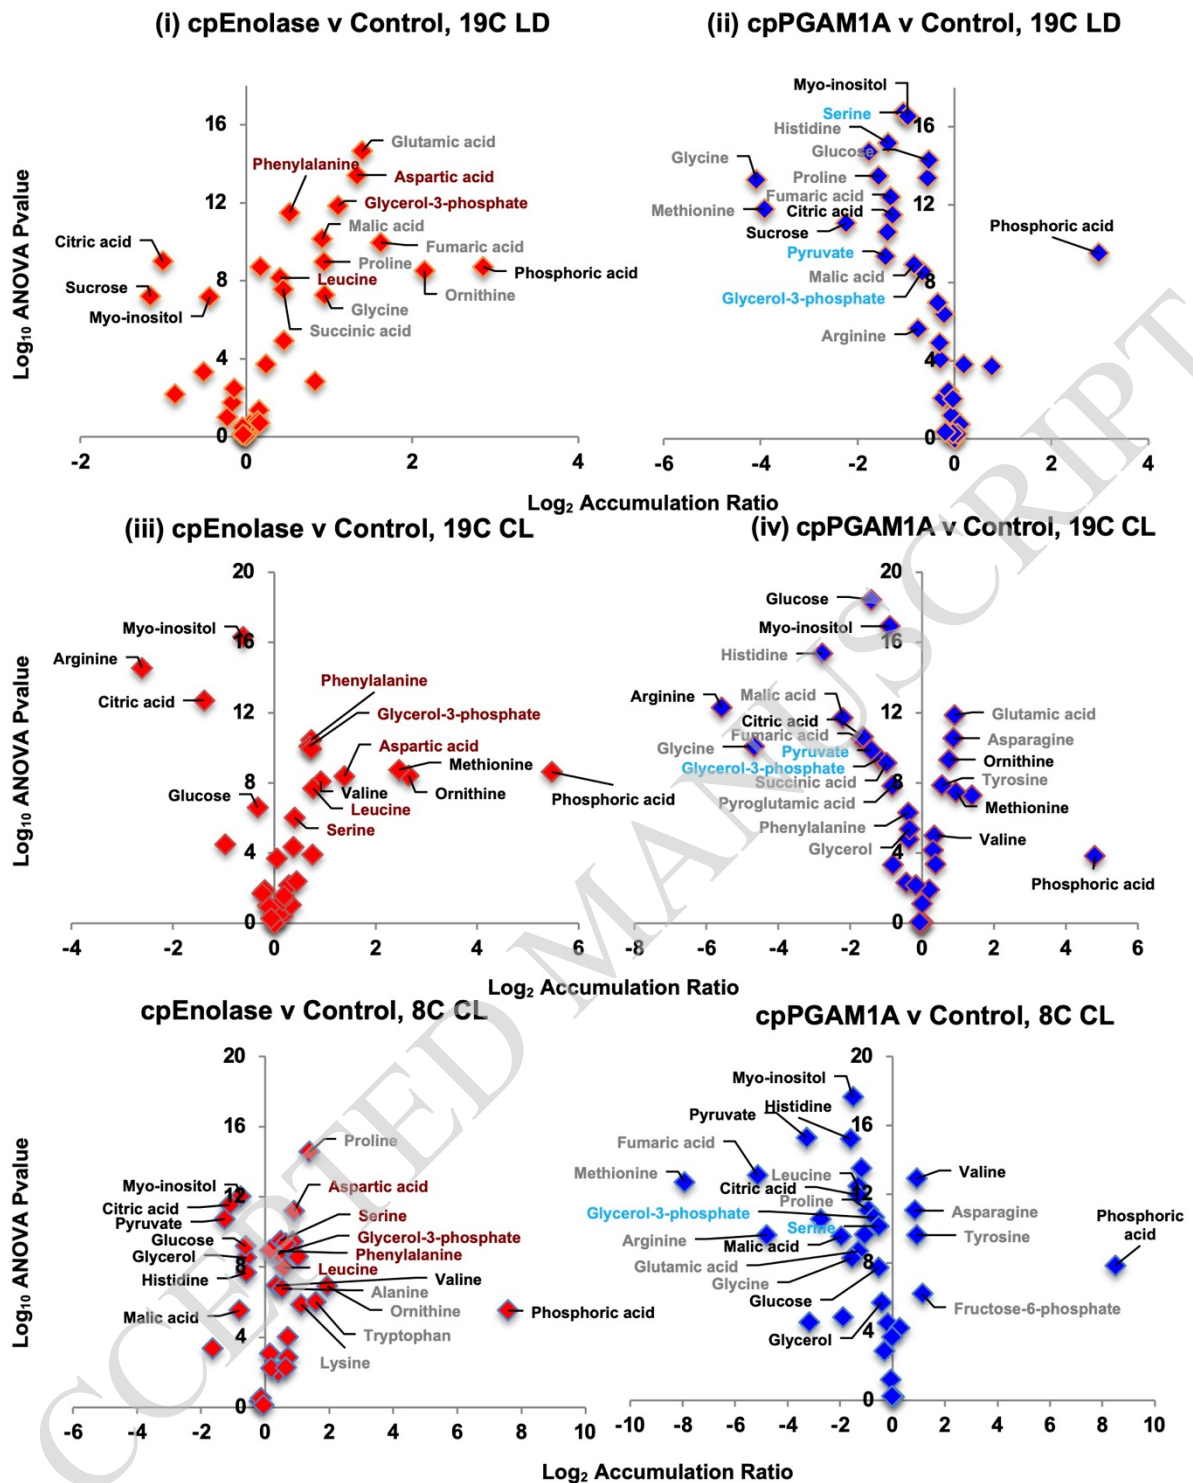 (i) cpEnolase v Control, 19C LD
Log₁₀ ANOVA Pvalue
16
12
8
4
0
-2
0
2
4
Glutamic acid
Phenylalanine
Aspartic acid
Glycerol-3-phosphate
Malic acid
Citric acid
Fumaric acid
Proline
Phosphoric acid
Leucine
Sucrose
Ornithine
Glycine
Myo-inositol
Succinic acid
(ii) cpPGAM1A v Control, 19C LD
Myo-inositol
Serine
16
Histidine
Glucose
Glycine
Proline
Fumaric acid
12
Methionine
Citric acid
Sucrose
Phosphoric acid
Pyruvate
Malic acid
8
Glycerol-3-phosphate
Arginine
4
0
-6
-4
-2
0
2
4
Log₂ Accumulation Ratio
(iii) cpEnolase v Control, 19C CL
Log₁₀ ANOVA Pvalue
20
16
12
8
4
0
-4
-2
0
2
4
6
Myo-inositol
Arginine
Phenylalanine
Citric acid
Glycerol-3-phosphate
Aspartic acid
Methionine
Glucose
Valine
Ornithine
Phosphoric acid
Leucine
Serine
(iv) cpPGAM1A v Control, 19C CL
20
16
12
8
4
0
-8
-6
-4
-2
0
2
4
6
Glucose
Myo-inositol
Histidine
Malic acid
Arginine
Citric acid
Glutamic acid
Fumaric acid
Asparagine
Glycine
Pyruvate
Ornithine
Glycerol-3-phosphate
Succinic acid
Tyrosine
Pyroglutamic acid
Methionine
Phenylalanine
Valine
Glycerol
Phosphoric acid
Log₂ Accumulation Ratio
cpEnolase v Control, 8C CL
Log₁₀ ANOVA Pvalue
20
16
12
8
4
0
-8
-6
-4
-2
0
2
4
6
8
10
Proline
Myo-inositol
Aspartic acid
Citric acid
Pyruvate
Serine
Glucose
Glycerol-3-phosphate
Glycerol
Phenylalanine
Leucine
Histidine
Valine
Alanine
Malic acid
Ornithine
Phosphoric acid
Tryptophan
Lysine
cpPGAM1A v Control, 8C CL
20
16
12
8
4
0
-10
-8
-6
-4
-2
0
2
4
6
8
10
Myo-inositol
Histidine
Pyruvate
Fumaric acid
Methionine
Leucine
Valine
Citric acid
Proline
Glycerol-3-phosphate
Asparagine
Serine
Arginine
Malic acid
Tyrosine
Phosphoric
acid
Glutamic acid
Glycine
Glucose
Fructose-6-phosphate
Glycerol
Log₂ Accumulation Ratio
CCEPTED MANUSCRIPT